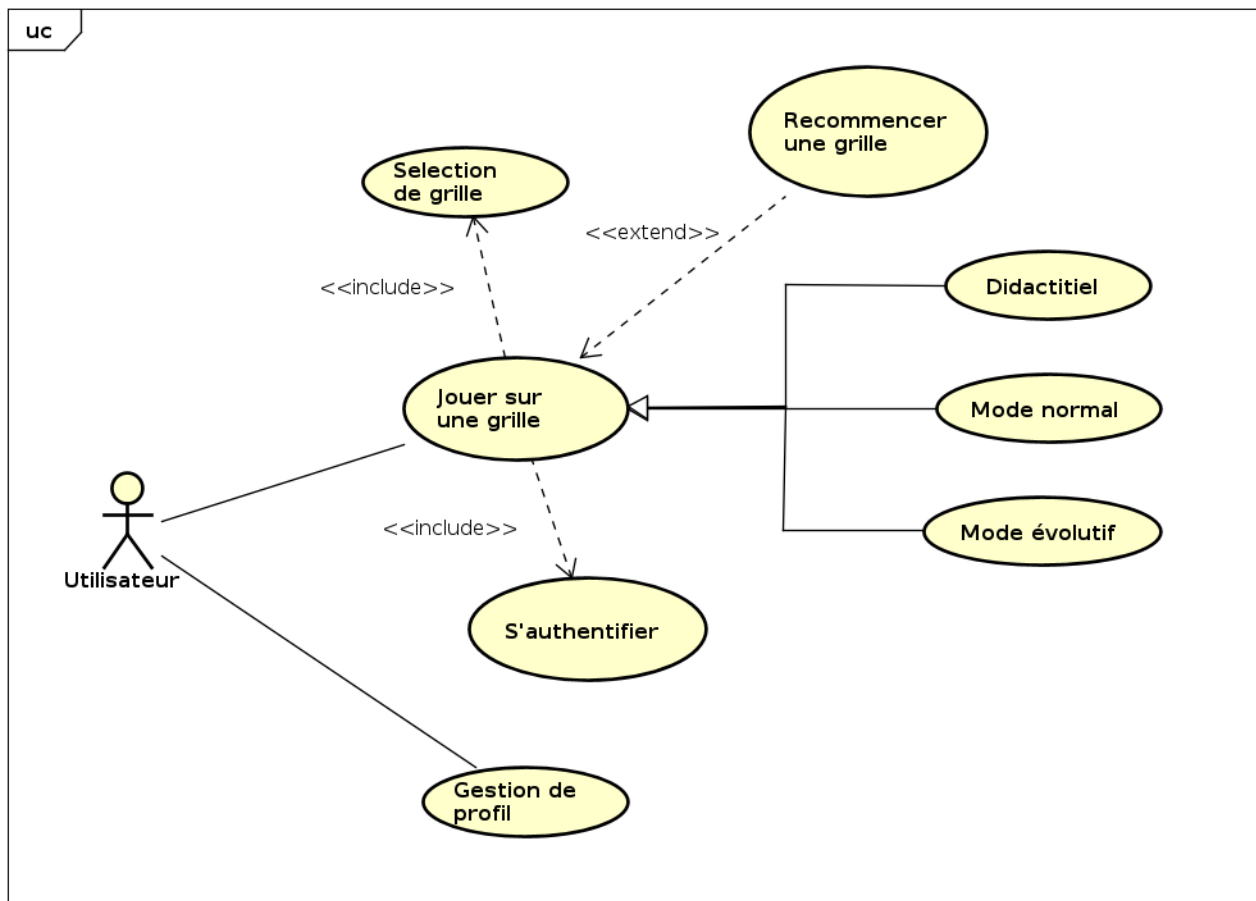 uc
Recommencer
une grille
Selection
de grille
<<extend>>
<<include>>
Didactitiel
Jouer sur
une grille
Mode normal
<<include>>
Mode évolutif
Utilisateur
S'authentifier
Gestion de
profil